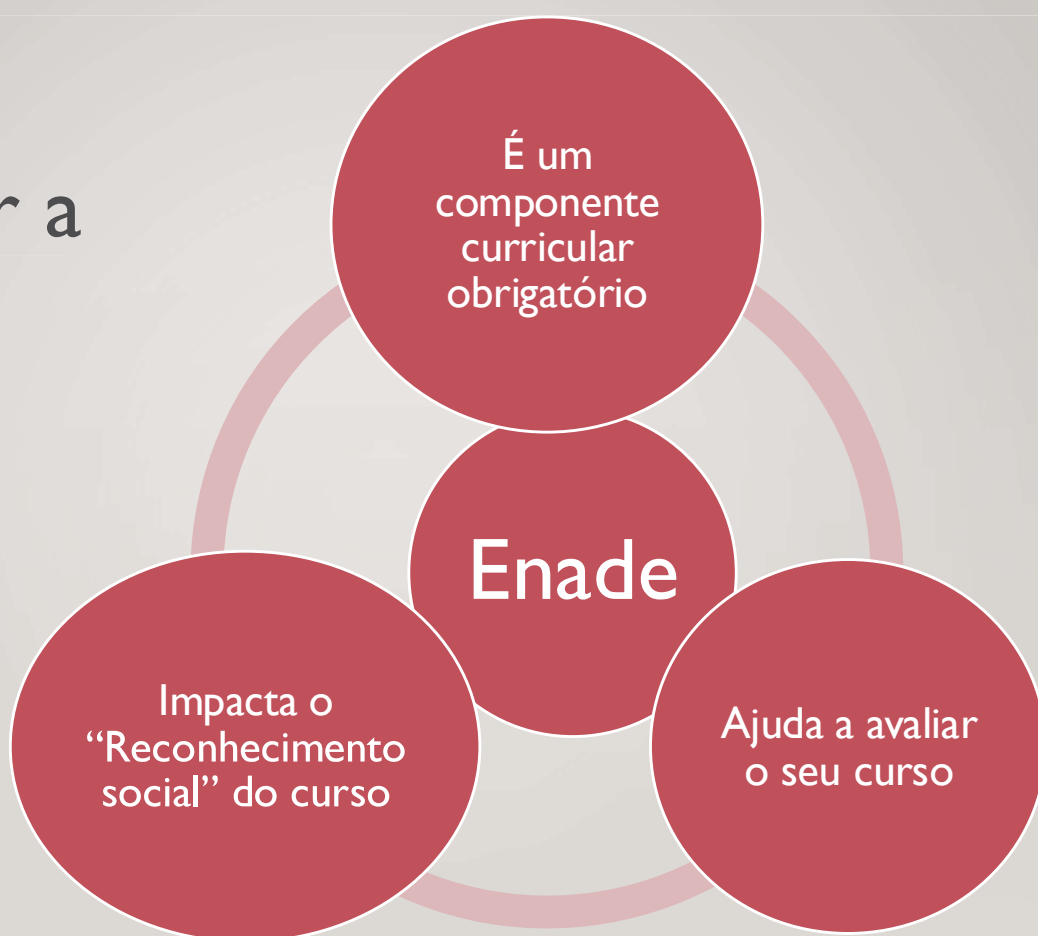 r a
É um
componente
curricular
obrigatório
Enade
Impacta o
“Reconhecimento
social” do curso
Ajuda a avaliar
o seu curso